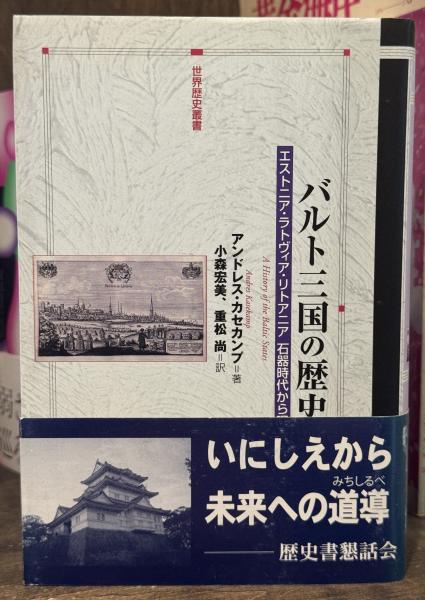 世界歴史叢書
バルト三国の歴史
エストニア・ラトヴィア・リトアニア 石器時代から
A History of the Baltic States
アンドレス・カセカンプ=著
Andres Kasekamp
小森宏美、重松 尚=訳
いにしえから
みちしるべ
未来への道導
――歴史書懇話会